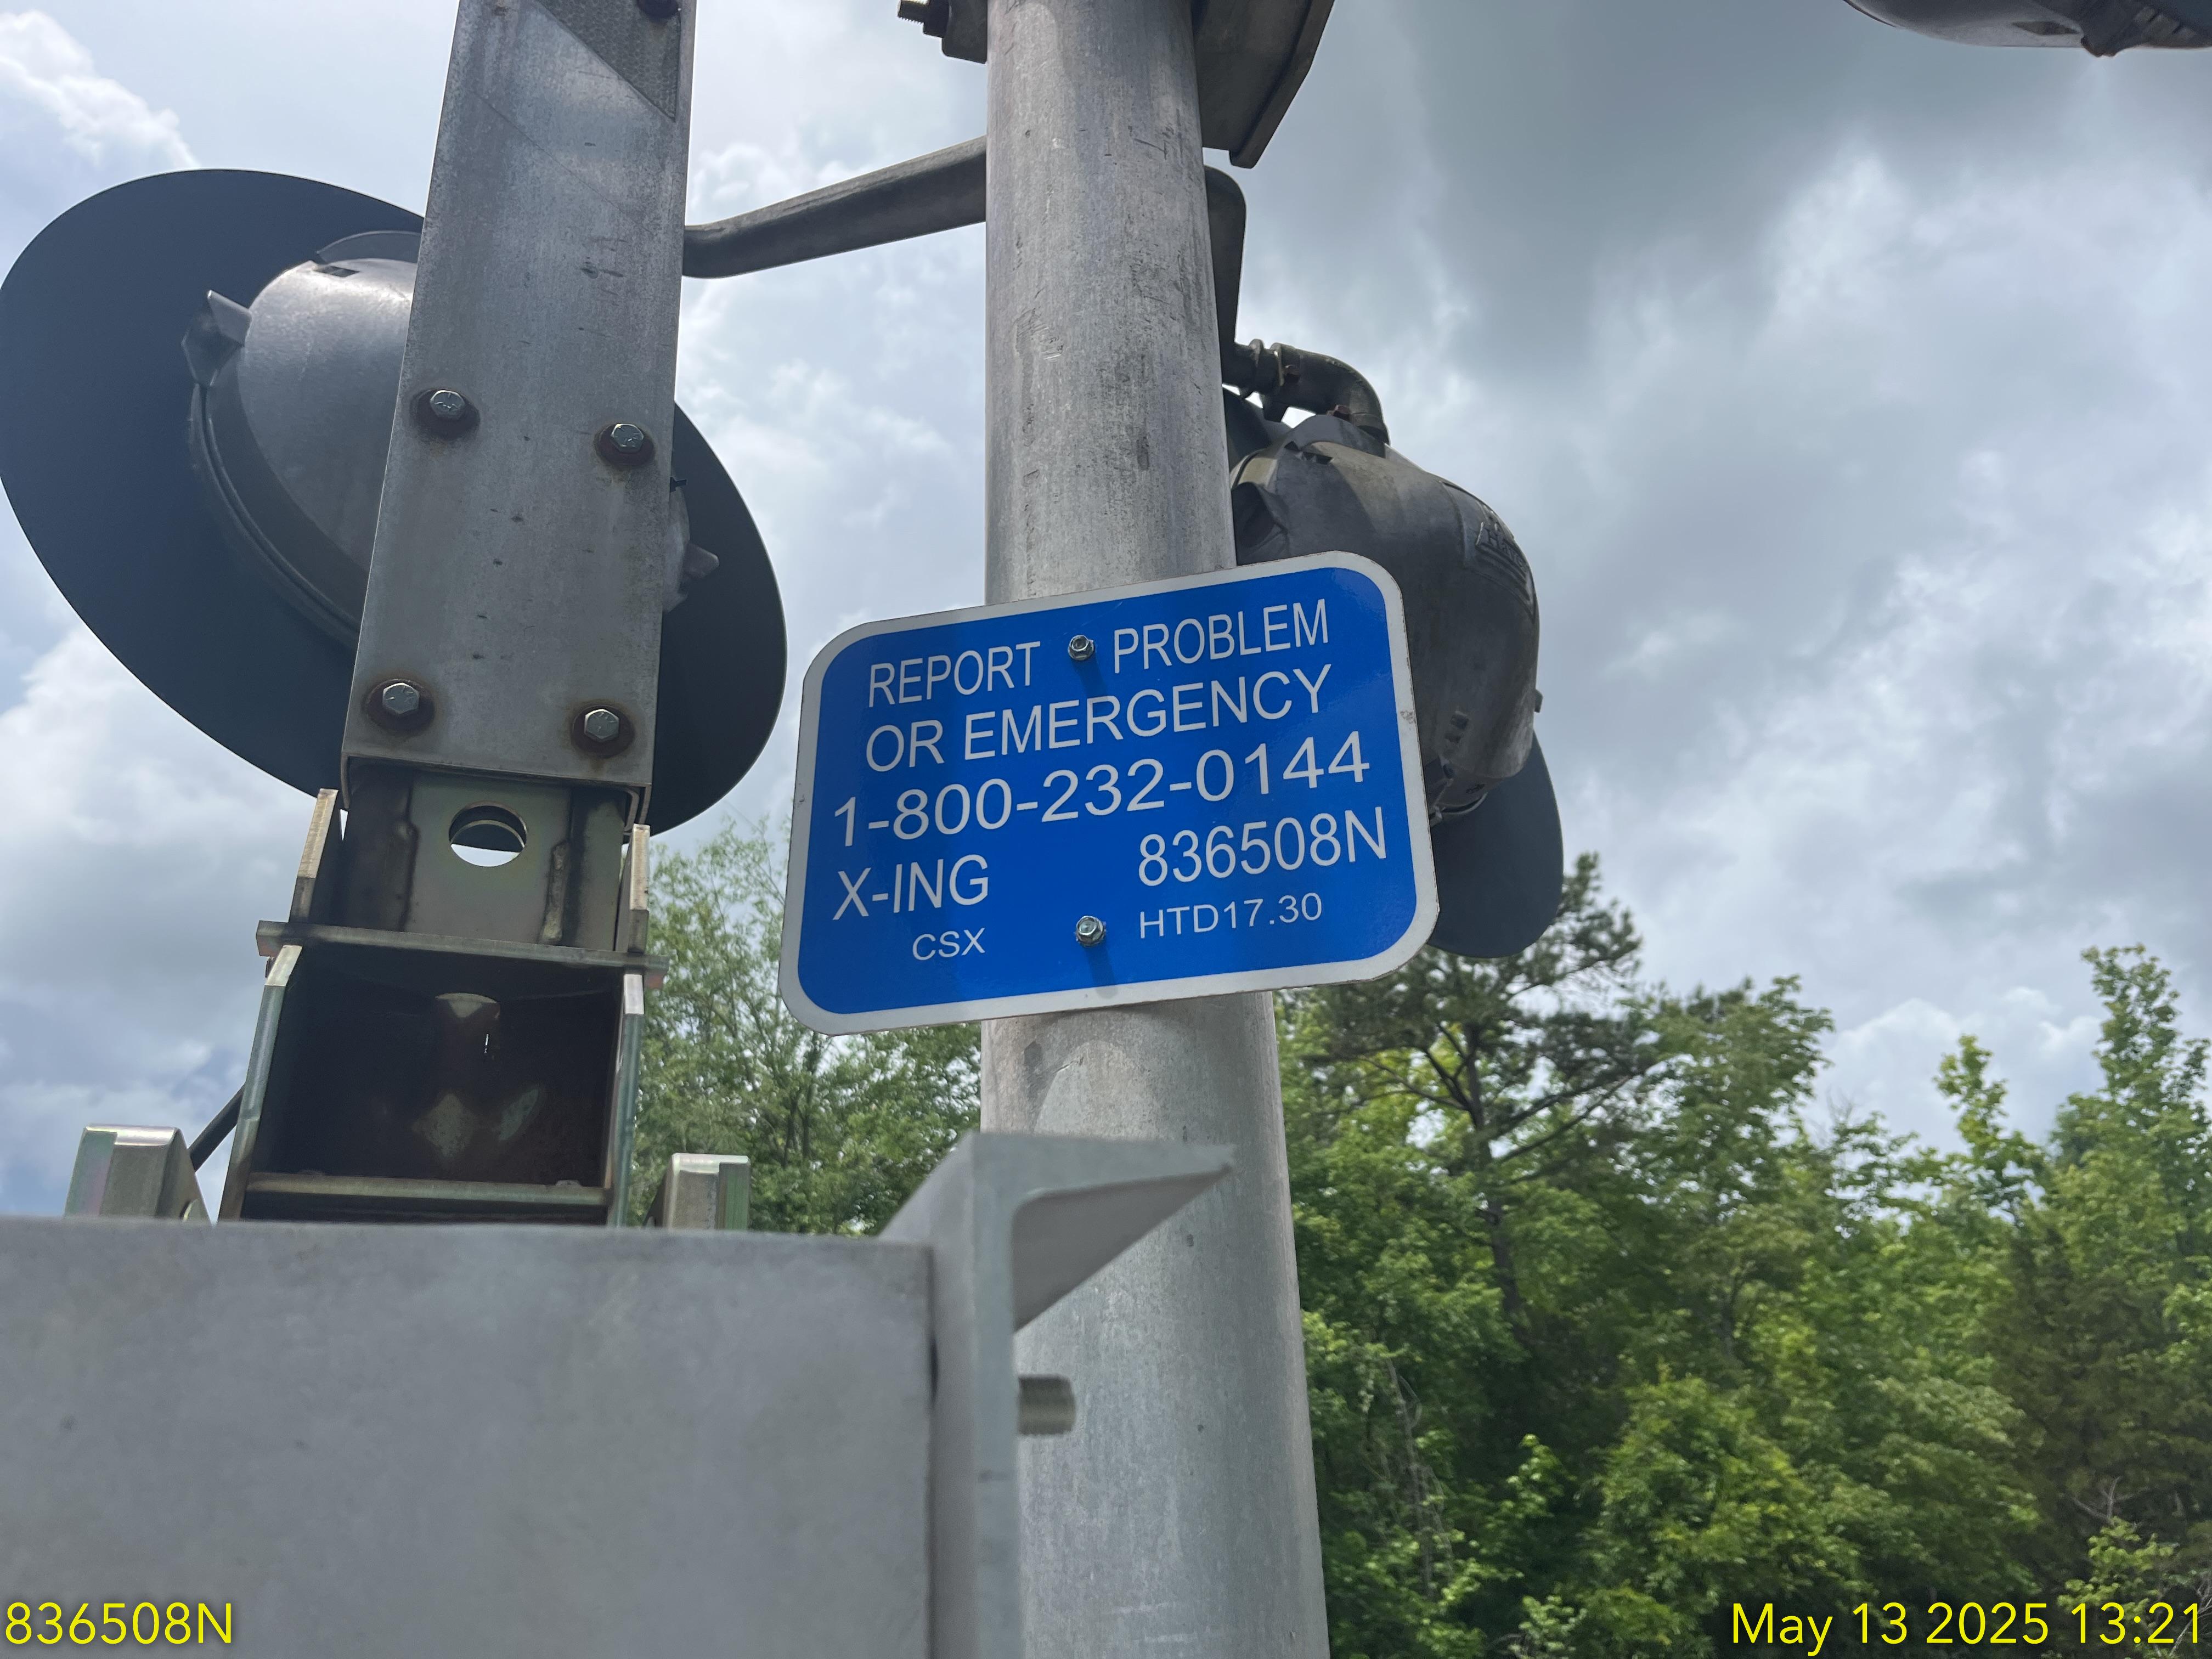 REPORT PROBLEM
OR EMERGENCY
1-800-232-0144
X-ING 836508N
CSX HTD17.30
836508N
May 13 2025 13:21